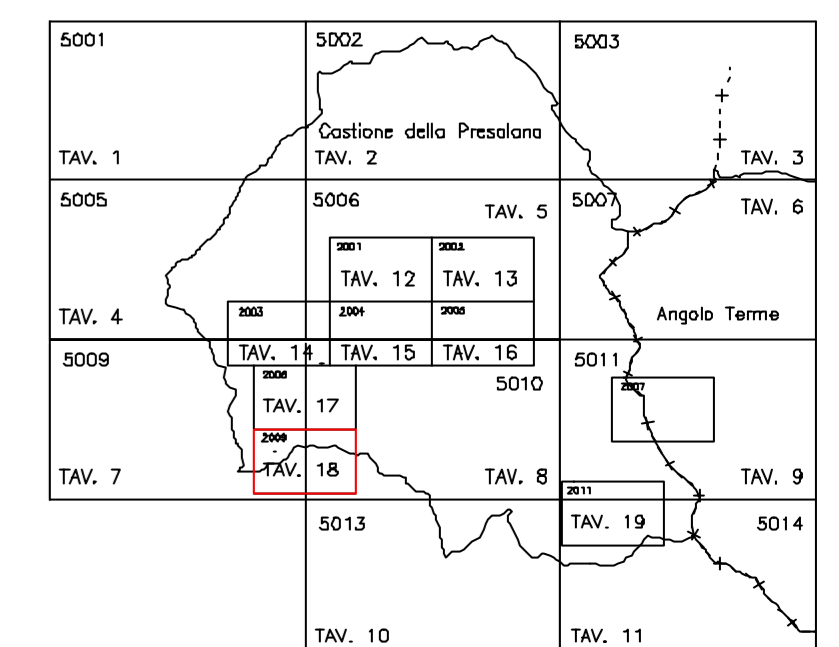 5001
5002
5003
Castione della Presolana
TAV. 1
TAV. 2
TAV. 3
5005
5006
5007
TAV. 5
TAV. 6
2001
2002
TAV. 12
TAV. 13
2003
2004
2005
TAV. 4
Angolo Terme
TAV. 14
TAV. 15
TAV. 16
5009
5010
5011
2006
2007
TAV. 17
2009
TAV. 18
TAV. 7
TAV. 8
TAV. 9
2011
5013
TAV. 19
5014
TAV. 10
TAV. 11